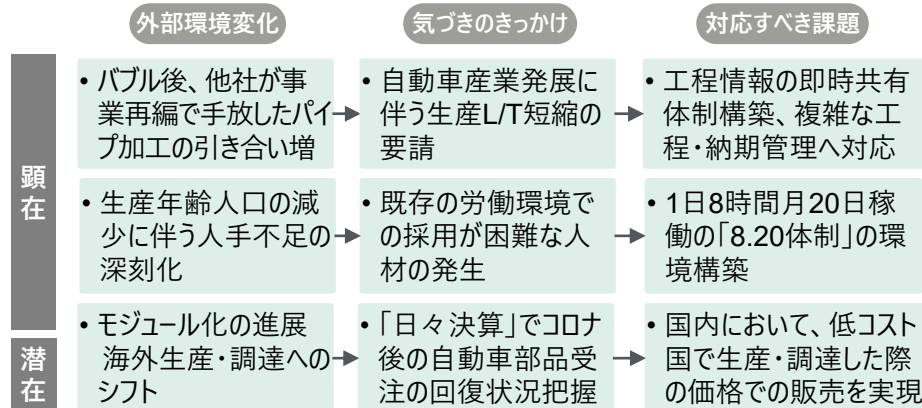 外部環境変化
気づきのきっかけ
対応すべき課題
顕在
• バブル後、他社が事
業再編で手放したパイ
プ加工の引き合い増
• 自動車産業発展に
伴う生産L/T短縮の
要請
• 工程情報の即時共有
体制構築、複雑な工
程・納期管理へ対応
• 生産年齢人口の減
少に伴う人手不足の
深刻化
• 既存の労働環境で
の採用が困難な人
材の発生
• 1日8時間月20日稼
働の「8.20体制」の環
境構築
潜在
• モジュール化の進展
海外生産・調達への
シフト
• 「日々決算」でコロナ
後の自動車部品受
注の回復状況把握
• 国内において、低コスト
国で生産・調達した際
の価格での販売を実現